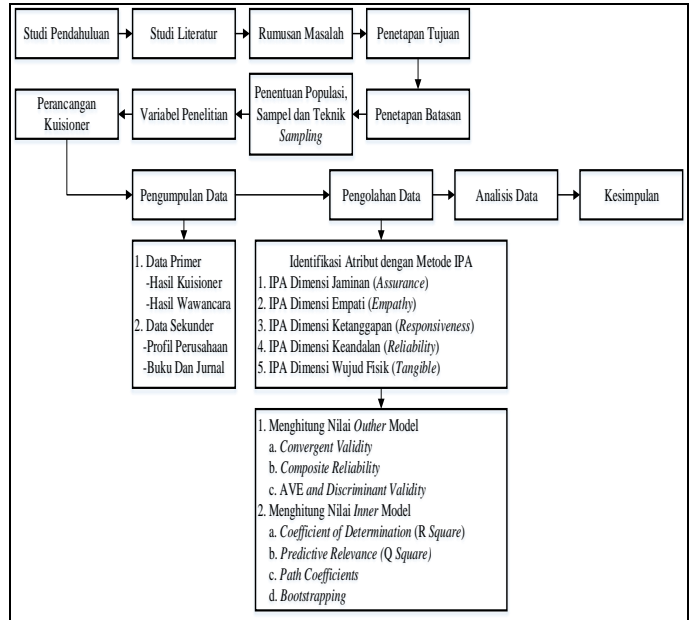 Studi Pendahuluan
Studi Literatur
Rumusan Masalah
Penetapan Tujuan
Penetapan Batasan
Penentuan Populasi,
Sampel dan Teknik
Sampling
Variabel Penelitian
Perancangan
Kuisioner
Pengumpulan Data
Pengolahan Data
Analisis Data
Kesimpulan
1. Data Primer
-Hasil Kuisioner
-Hasil Wawancara
2. Data Sekunder
-Profil Perusahaan
-Buku Dan Jurnal
Identifikasi Atribut dengan Metode IPA
1. IPA Dimensi Jaminan (Assurance)
2. IPA Dimensi Empati (Empathy)
3. IPA Dimensi Ketanggapan (Responsiveness)
4. IPA Dimensi Keandalan (Reliability)
5. IPA Dimensi Wujud Fisik (Tangible)
1. Menghitung Nilai Outher Model
a. Convergent Validity
b. Composite Reliability
c. AVE and Discriminant Validity
2. Menghitung Nilai Inner Model
a. Coefficient of Determination (R Square)
b. Predictive Relevance (Q Square)
c. Path Coefficients
d. Bootstrapping